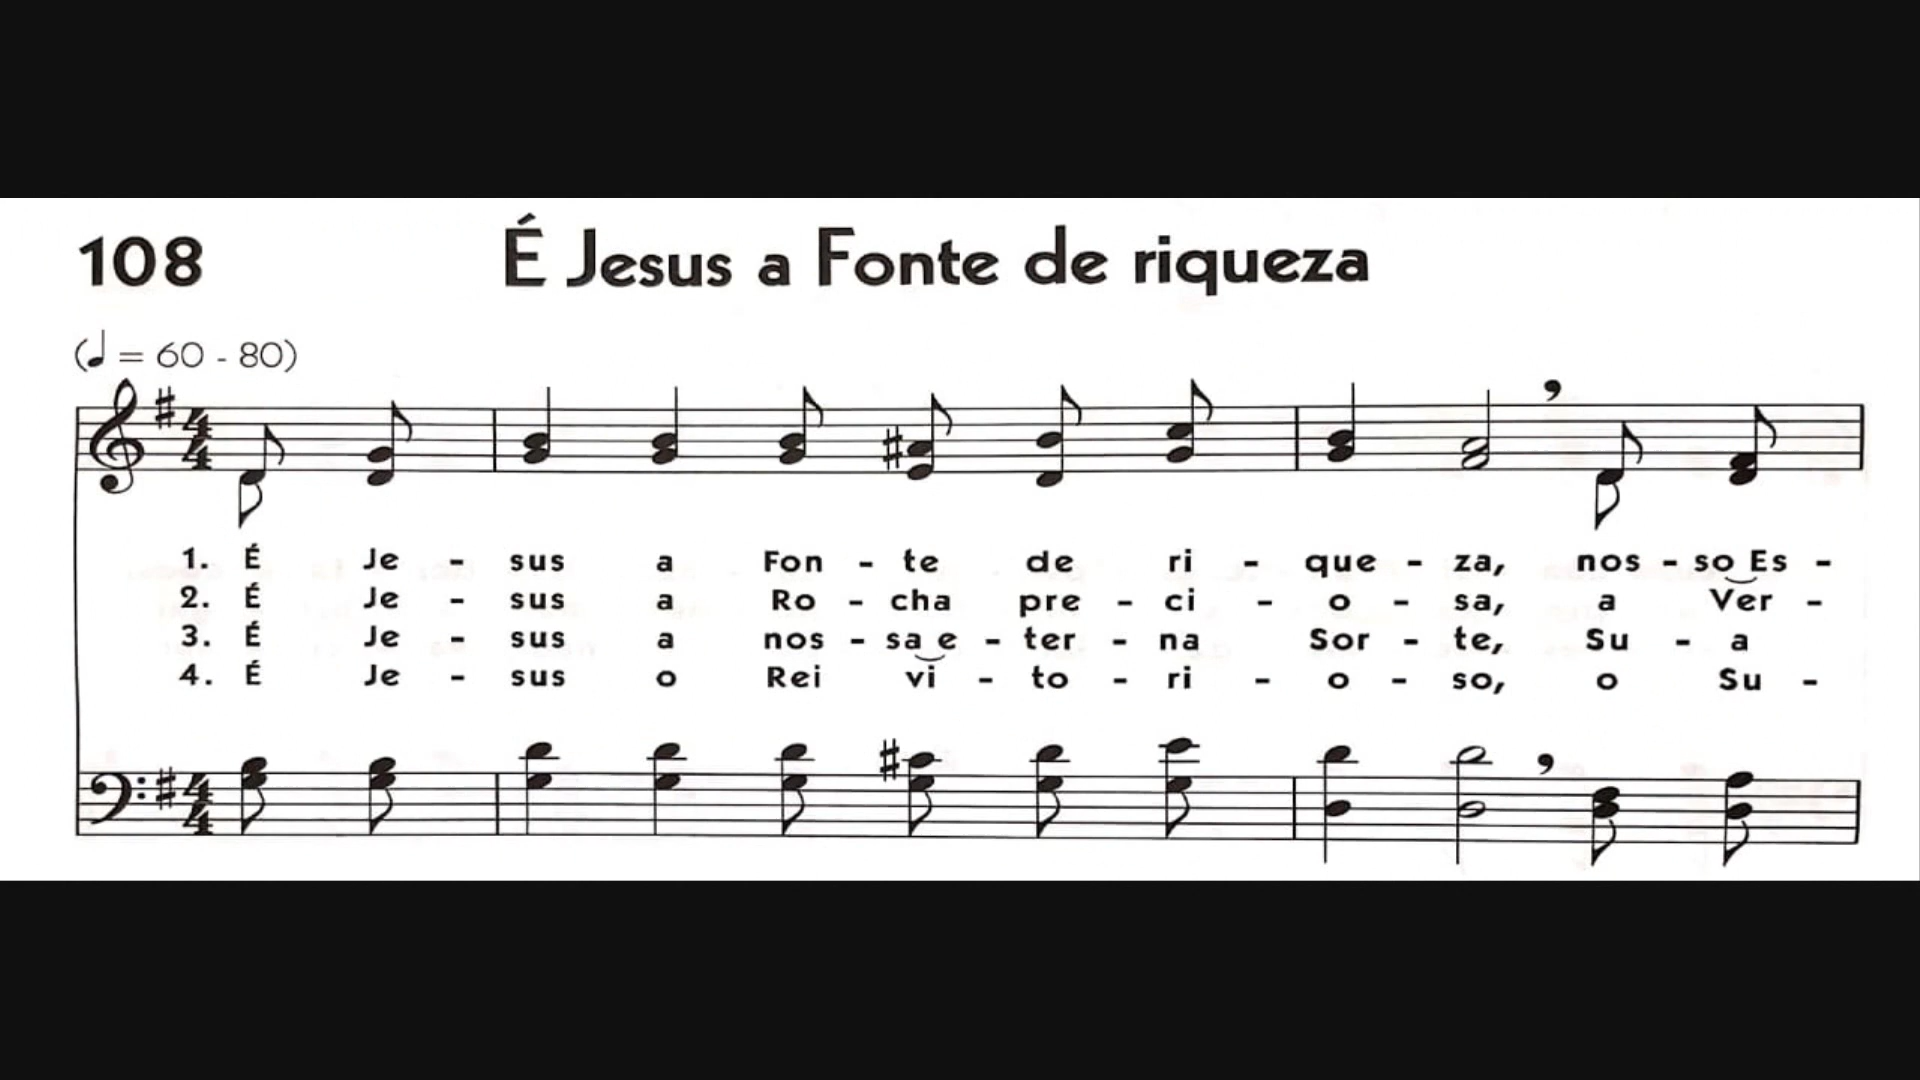 108 É Jesus a Fonte de riqueza
(♩ = 60 - 80)
1. É Je - sus a Fon - te de ri - que - za, nos - so Es -
2. É Je - sus a Ro - cha pre - ci - o - sa, a Ver -
3. É Je - sus a nos - sa e - ter - na Sor - te, Su - a
4. É Je - sus o Rei vi - to - ri - o - so, o Su -